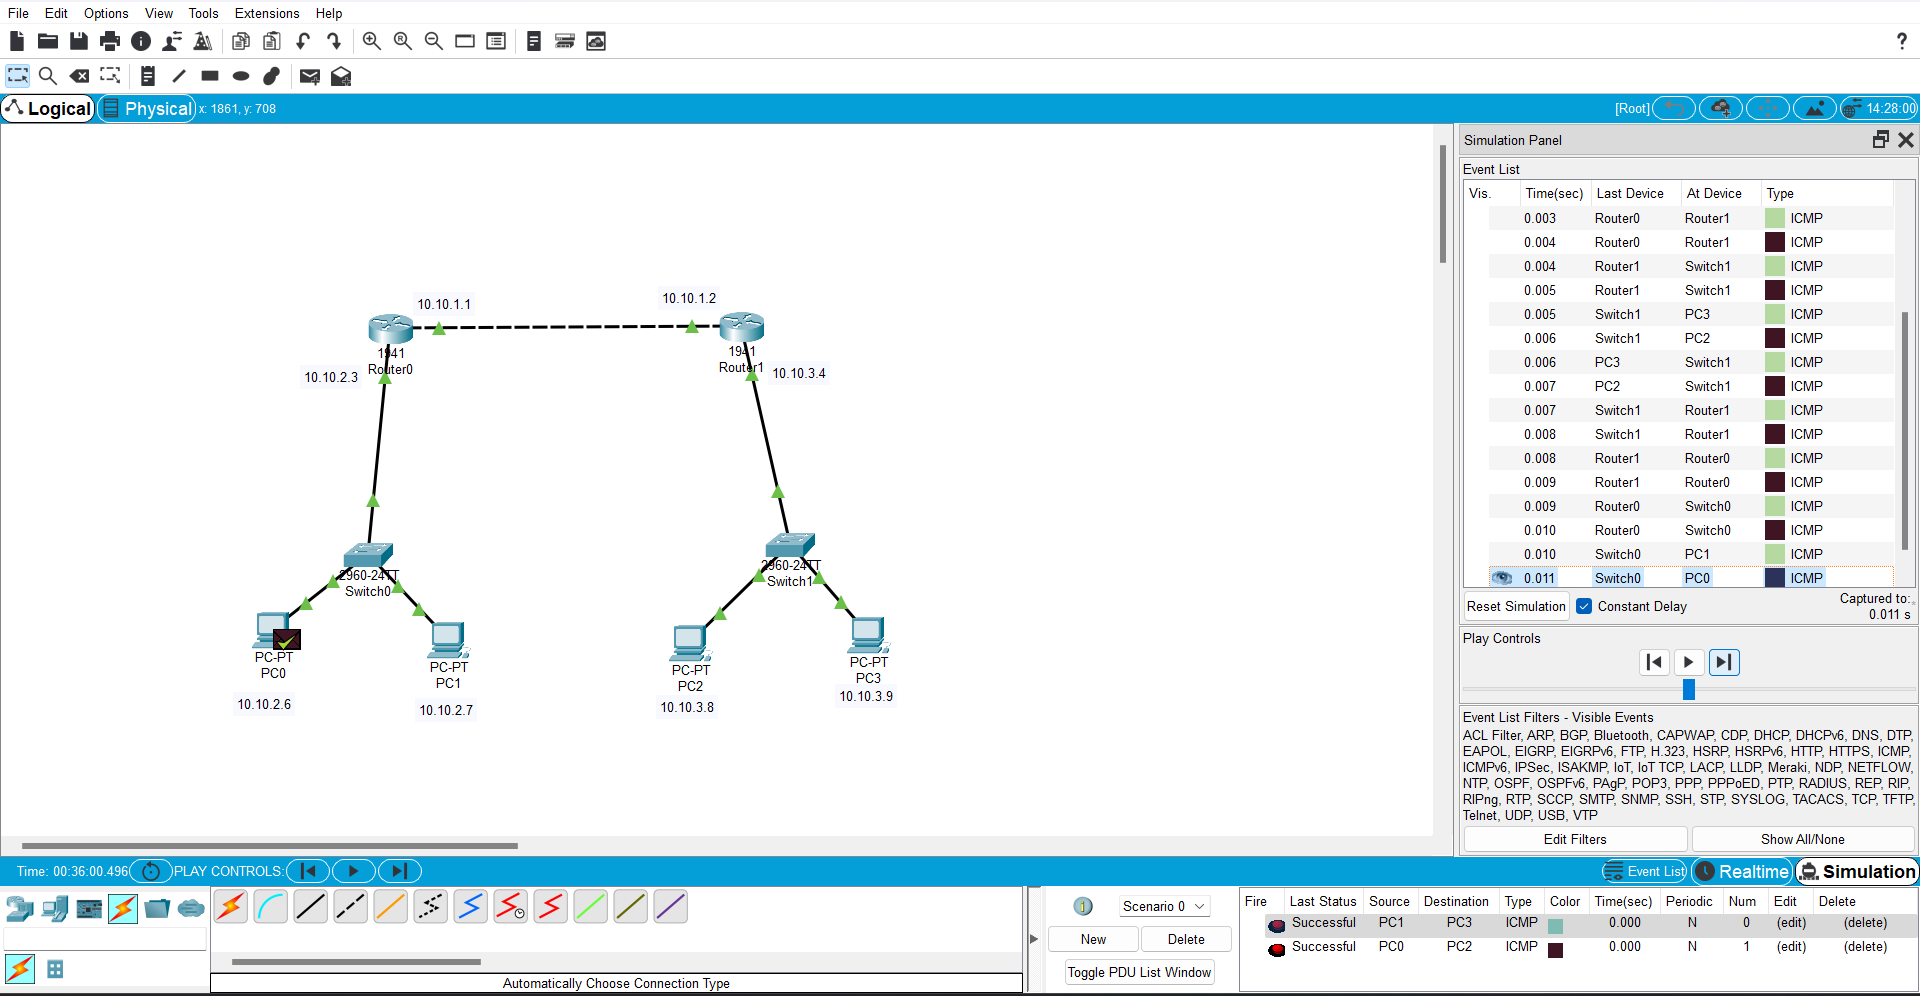 File Edit Options View Tools Extensions Help
?
Logical Physical x: 1861, y: 708 [Root] 14:28:00
Simulation Panel
Event List
Vis. Time(sec) Last Device At Device Type
0.003 Router0 Router1 ICMP
0.004 Router0 Router1 ICMP
0.004 Router1 Switch1 ICMP
0.005 Router1 Switch1 ICMP
0.005 Switch1 PC3 ICMP
0.006 Switch1 PC2 ICMP
0.006 PC3 Switch1 ICMP
0.007 PC2 Switch1 ICMP
0.007 Switch1 Router1 ICMP
0.008 Switch1 Router1 ICMP
0.008 Router1 Router0 ICMP
0.009 Router1 Router0 ICMP
0.009 Router0 Switch0 ICMP
0.010 Router0 Switch0 ICMP
0.010 Switch0 PC1 ICMP
0.011 Switch0 PC0 ICMP
Reset Simulation Constant Delay Captured to:
0.011 s
Play Controls
Event List Filters - Visible Events
ACL Filter, ARP, BGP, Bluetooth, CAPWAP, CDP, DHCP, DHCPv6, DNS, DTP,
EAPOL, EIGRP, EIGRPv6, FTP, H.323, HSRP, HSRPv6, HTTP, HTTPS, ICMP,
ICMPv6, IPSec, ISAKMP, IoT, IoT TCP, LACP, LLDP, Meraki, NDP, NETFLOW,
NTP, OSPF, OSPFv6, PAgP, POP3, PPP, PPPoED, PTP, RADIUS, REP, RIP,
RIPng, RTP, SCCP, SMTP, SNMP, SSH, STP, SYSLOG, TACACS, TCP, TFTP,
Telnet, UDP, USB, VTP
Edit Filters Show All/None
10.10.1.1
10.10.1.2
1941
Router0
1941
Router1
10.10.2.3
10.10.3.4
2960-24TT
Switch0
2960-24TT
Switch1
PC-PT
PC0
10.10.2.6
PC-PT
PC1
10.10.2.7
PC-PT
PC2
10.10.3.8
PC-PT
PC3
10.10.3.9
Time: 00:36:00.496 PLAY CONTROLS: Event List Realtime Simulation
Automatically Choose Connection Type
Scenario 0
New Delete
Toggle PDU List Window
Fire Last Status Source Destination Type Color Time(sec) Periodic Num Edit Delete
Successful PC1 PC3 ICMP 0.000 N 0 (edit) (delete)
Successful PC0 PC2 ICMP 0.000 N 1 (edit) (delete)